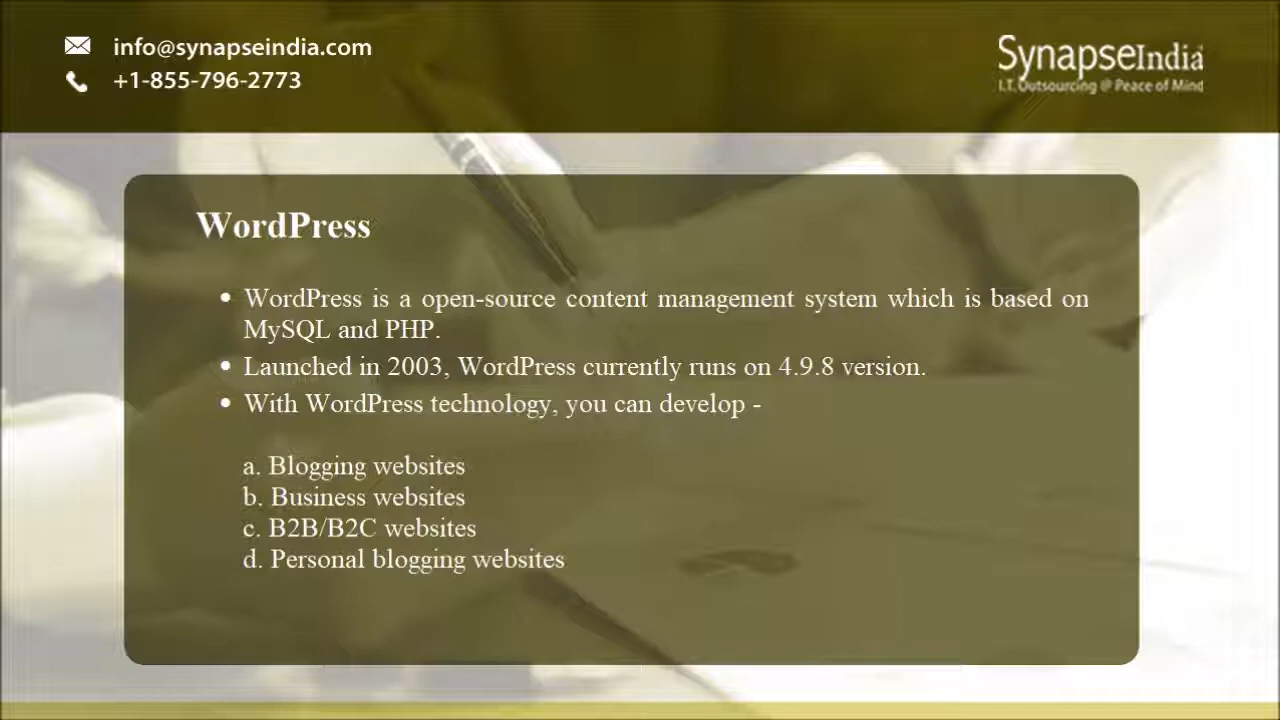 info@synapseindia.com
+1-855-796-2773
SynapseIndia
I.T. Outsourcing @ Peace of Mind
WordPress
• WordPress is a open-source content management system which is based on
MySQL and PHP.
• Launched in 2003, WordPress currently runs on 4.9.8 version.
• With WordPress technology, you can develop -
a. Blogging websites
b. Business websites
c. B2B/B2C websites
d. Personal blogging websites